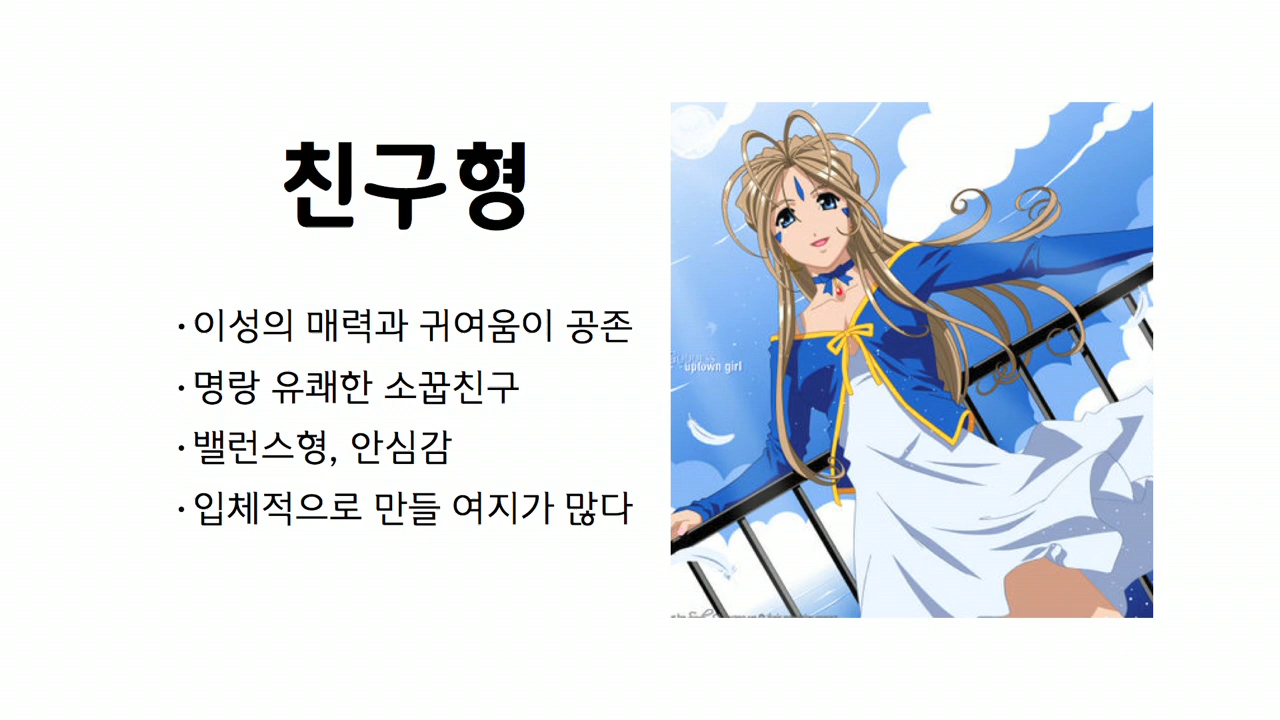 친구형
· 이성의 매력과 귀여움이 공존
· 명랑 유쾌한 소꿉친구
· 밸런스형, 안심감
· 입체적으로 만들 여지가 많다
Goddess
uptown girl